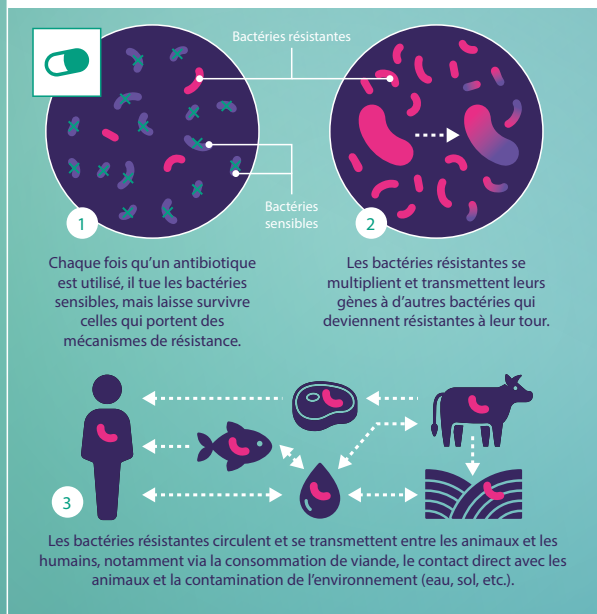 Bactéries résistantes
Bactéries
sensibles
1
2
Chaque fois qu'un antibiotique
est utilisé, il tue les bactéries
sensibles, mais laisse survivre
celles qui portent des
mécanismes de résistance.
Les bactéries résistantes se
multiplient et transmettent leurs
gènes à d'autres bactéries qui
deviennent résistantes à leur tour.
3
Les bactéries résistantes circulent et se transmettent entre les animaux et les
humains, notamment via la consommation de viande, le contact direct avec les
animaux et la contamination de l'environnement (eau, sol, etc.).